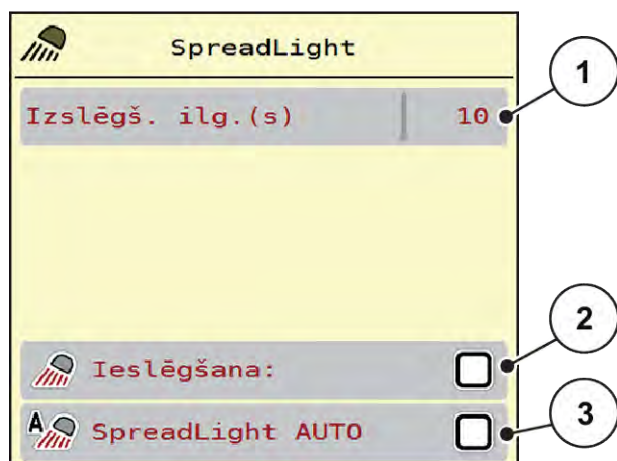 SpreadLight
1
Izslēgš. ilg.(s) 10
2
Ieslēgšana:
3
A SpreadLight AUTO